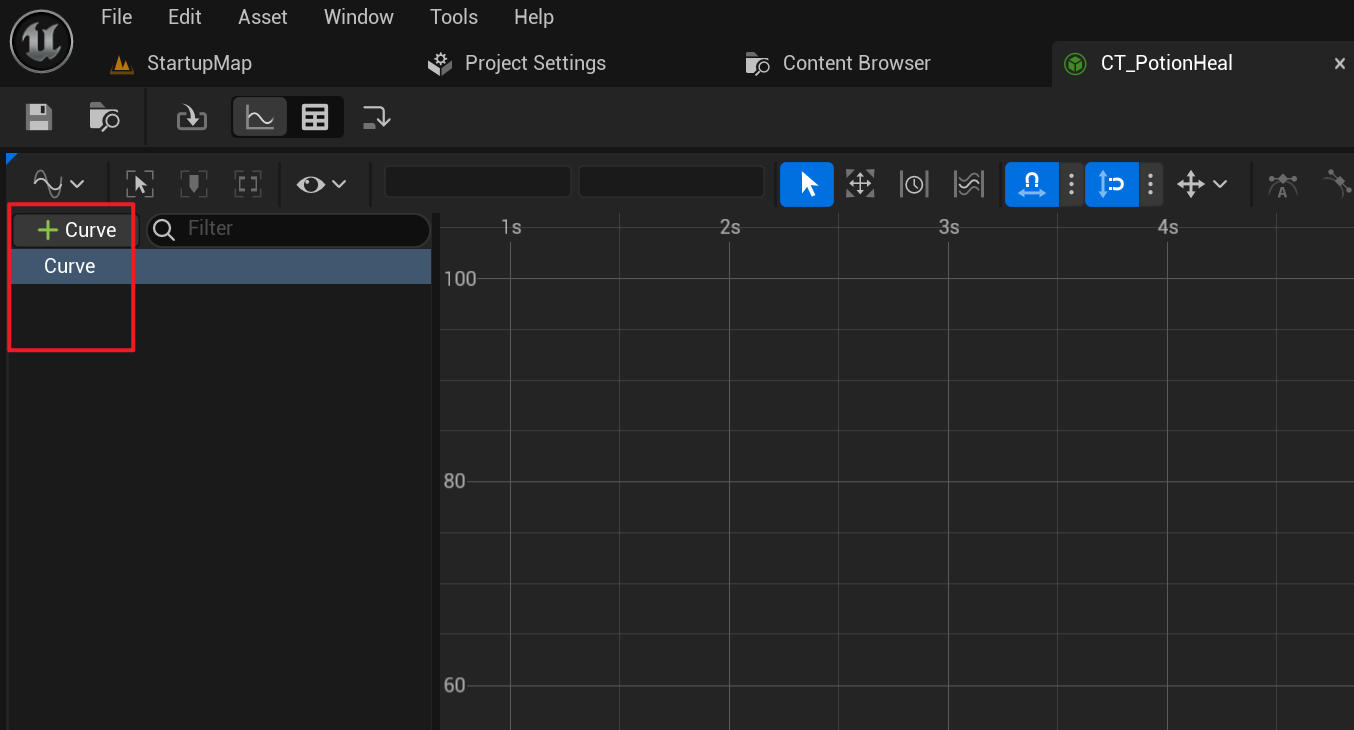 File Edit Asset Window Tools Help
StartupMap Project Settings Content Browser CT_PotionHeal
Curve Filter
Curve
1s 2s 3s 4s
100
80
60